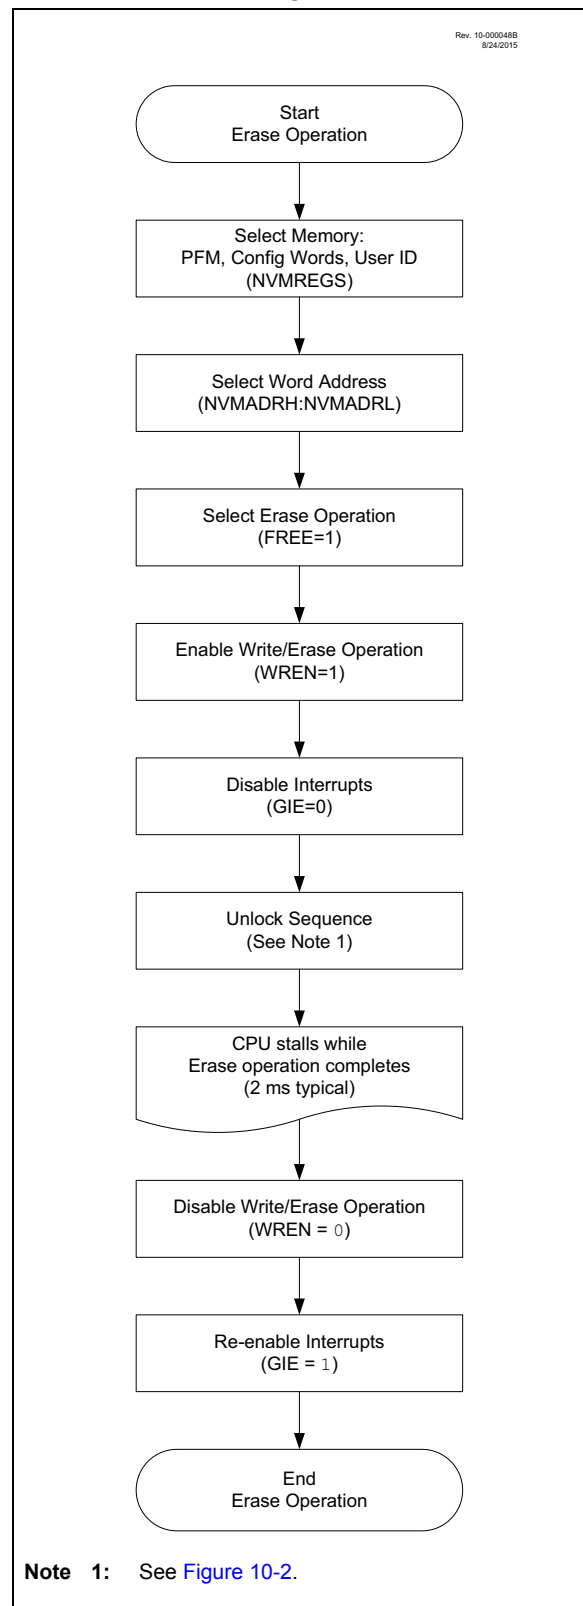 Rev. 10-000048B
8/24/2015
Start
Erase Operation
Select Memory:
PFM, Config Words, User ID
(NVMREGS)
Select Word Address
(NVMADRH:NVMADRL)
Select Erase Operation
(FREE=1)
Enable Write/Erase Operation
(WREN=1)
Disable Interrupts
(GIE=0)
Unlock Sequence
(See Note 1)
CPU stalls while
Erase operation completes
(2 ms typical)
Disable Write/Erase Operation
(WREN = 0)
Re-enable Interrupts
(GIE = 1)
End
Erase Operation
Note 1: See Figure 10-2.